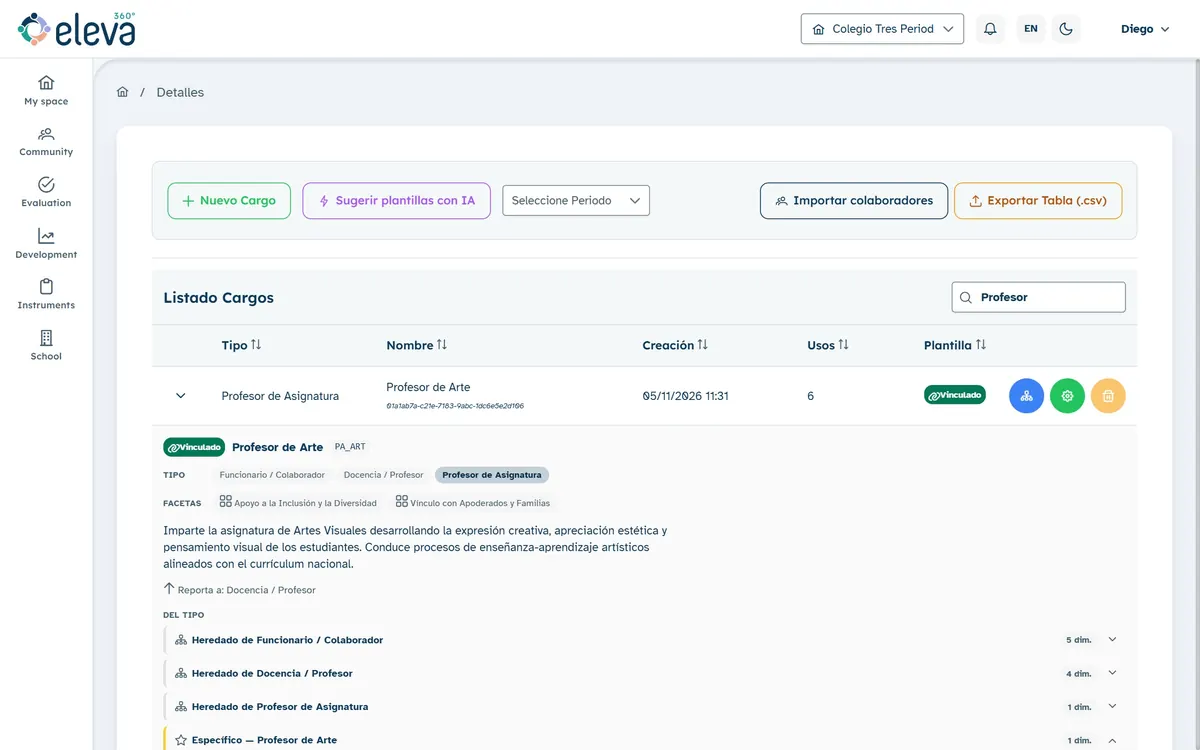 360°
eleva
Colegio Tres Period
EN
Diego
My space
Community
Evaluation
Development
Instruments
School
/ Detalles
Nuevo Cargo
Sugerir plantillas con IA
Seleccione Periodo
Importar colaboradores
Exportar Tabla (.csv)
Listado Cargos
Profesor
Tipo
Nombre
Creación
Usos
Plantilla
Profesor de Asignatura
Profesor de Arte
01a1ab7a-c21e-7183-9abc-1dc6e5e2d106
05/11/2026 11:31
6
Vinculado
Vinculado Profesor de Arte PA_ART
TIPO Funcionario / Colaborador Docencia / Profesor Profesor de Asignatura
FACETAS Apoyo a la Inclusión y la Diversidad Vínculo con Apoderados y Familias
Imparte la asignatura de Artes Visuales desarrollando la expresión creativa, apreciación estética y
pensamiento visual de los estudiantes. Conduce procesos de enseñanza-aprendizaje artísticos
alineados con el currículum nacional.
Reporta a: Docencia / Profesor
DEL TIPO
Heredado de Funcionario / Colaborador 5 dim.
Heredado de Docencia / Profesor 4 dim.
Heredado de Profesor de Asignatura 1 dim.
Específico — Profesor de Arte 1 dim.